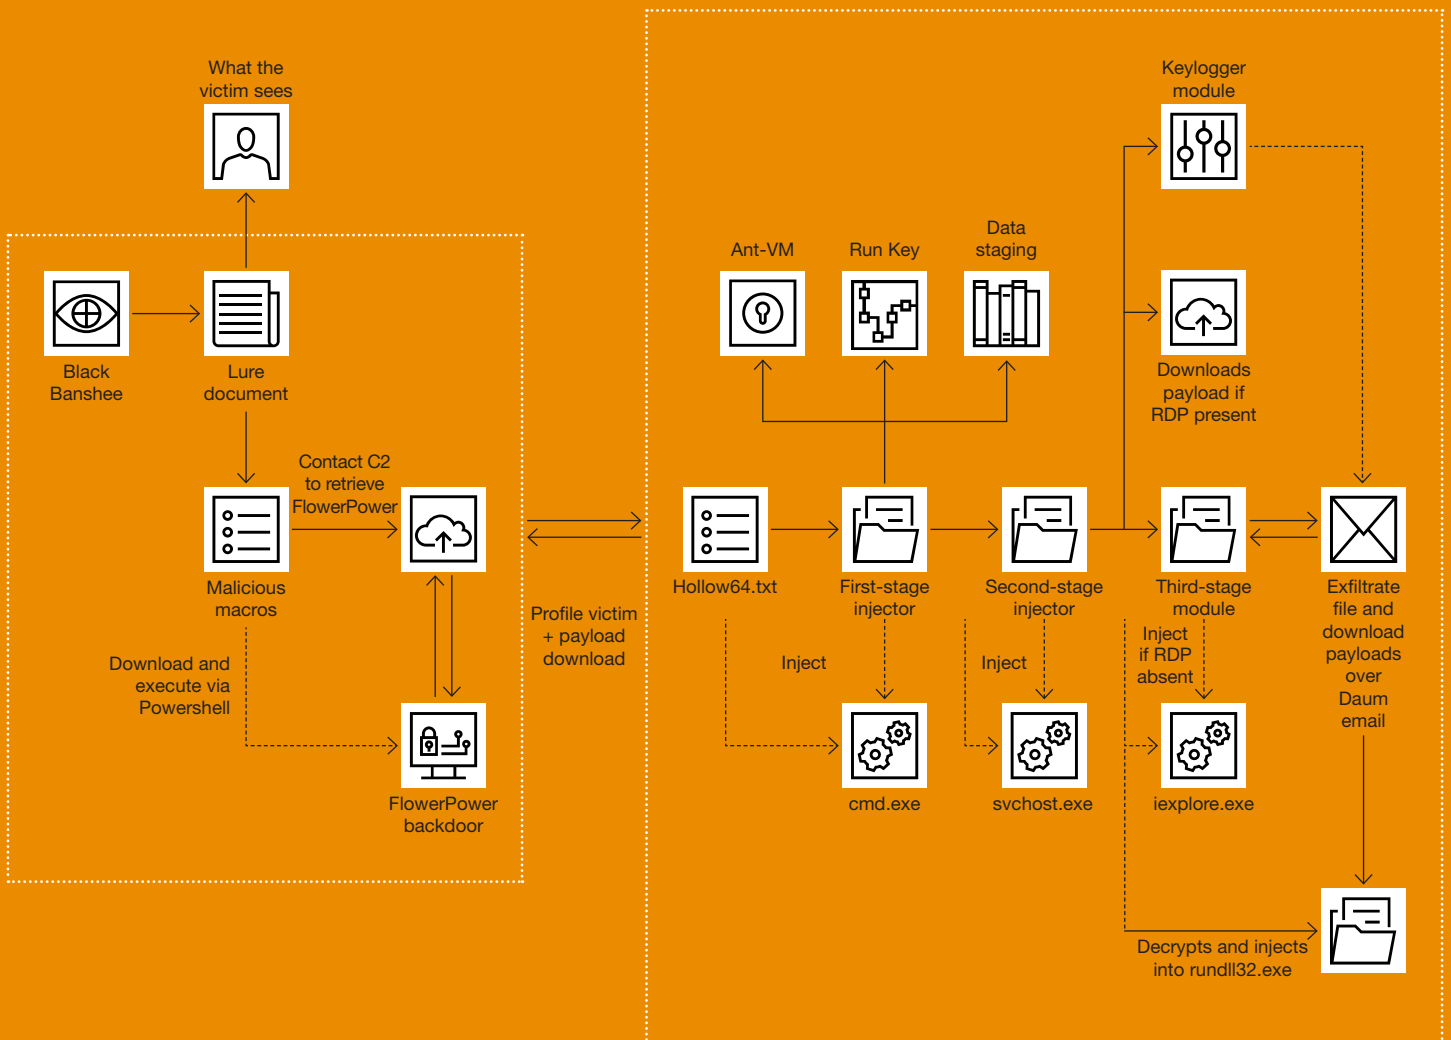 What the
victim sees
Black
Banshee
Lure
document
Contact C2
to retrieve
FlowerPower
Malicious
macros
Download and
execute via
Powershell
FlowerPower
backdoor
Profile victim
+ payload
download
Ant-VM
Run Key
Data
staging
Keylogger
module
Downloads
payload if
RDP present
Hollow64.txt
First-stage
injector
Second-stage
injector
Third-stage
module
Exfiltrate
file and
download
payloads
over
Daum
email
Inject
Inject
Inject
if RDP
absent
cmd.exe
svchost.exe
iexplore.exe
Decrypts and injects
into rundll32.exe